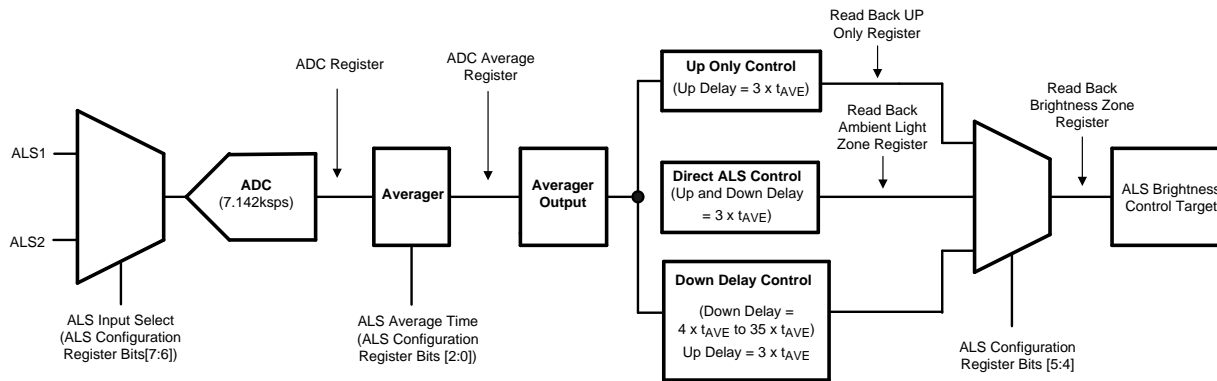 ALS1
ALS2
ALS Input Select
(ALS Configuration
Register Bits[7:6])
ADC
(7.142ksps)
ADC Register
Averager
ALS Average Time
(ALS Configuration
Register Bits [2:0])
ADC Average
Register
Averager
Output
Up Only Control
(Up Delay = 3 x tAVE)
Read Back UP
Only Register
Direct ALS Control
(Up and Down Delay
= 3 x tAVE)
Read Back
Ambient Light
Zone Register
Down Delay Control
(Down Delay =
4 x tAVE to 35 x tAVE)
Up Delay = 3 x tAVE
ALS Configuration
Register Bits [5:4]
Read Back
Brightness Zone
Register
ALS Brightness
Control Target